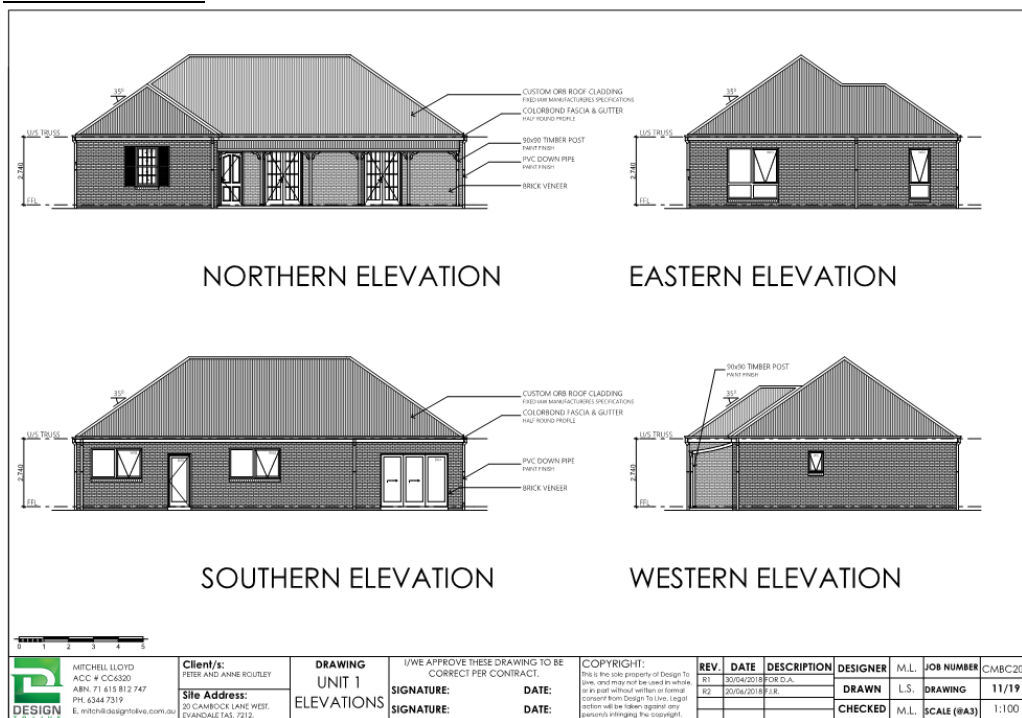 35°
CUSTOM ORB ROOF CLADDING
FIXED IAW MANUFACTURERES SPECIFICATIONS
COLORBOND FASCIA & GUTTER
HALF ROUND PROFILE
U/S TRUSS
90x90 TIMBER POST
PAINT FINISH
PVC DOWN PIPE
PAINT FINISH
2,740
BRICK VENEER
FFL
NORTHERN ELEVATION
35°
U/S TRUSS
2,740
FFL
EASTERN ELEVATION
35°
CUSTOM ORB ROOF CLADDING
FIXED IAW MANUFACTURERES SPECIFICATIONS
COLORBOND FASCIA & GUTTER
HALF ROUND PROFILE
U/S TRUSS
PVC DOWN PIPE
PAINT FINISH
2,740
BRICK VENEER
FFL
SOUTHERN ELEVATION
90x90 TIMBER POST
PAINT FINISH
35°
U/S TRUSS
2,740
FFL
WESTERN ELEVATION
0 1 2 3 4 5
DESIGN
TO LIVE
MITCHELL LLOYD
ACC # CC6320
ABN. 71 615 812 747
PH. 6344 7319
E. mitch@designtolive.com.au
Client/s:
PETER AND ANNE ROUTLEY
Site Address:
20 CAMBOCK LANE WEST,
EVANDALE TAS, 7212.
DRAWING
UNIT 1
ELEVATIONS
I/WE APPROVE THESE DRAWING TO BE
CORRECT PER CONTRACT.
SIGNATURE: DATE:
SIGNATURE: DATE:
COPYRIGHT:
This is the sole property of Design To
Live, and may not be used in whole,
or in part without written or formal
consent from Design To Live. Legal
action will be taken against any
person/s infringing the copyright.
REV. DATE DESCRIPTION
R1 30/04/2018 FOR D.A.
R2 20/06/2018 F.I.R.
DESIGNER M.L. JOB NUMBER CMBC20
DRAWN L.S. DRAWING 11/19
CHECKED M.L. SCALE (@A3) 1:100